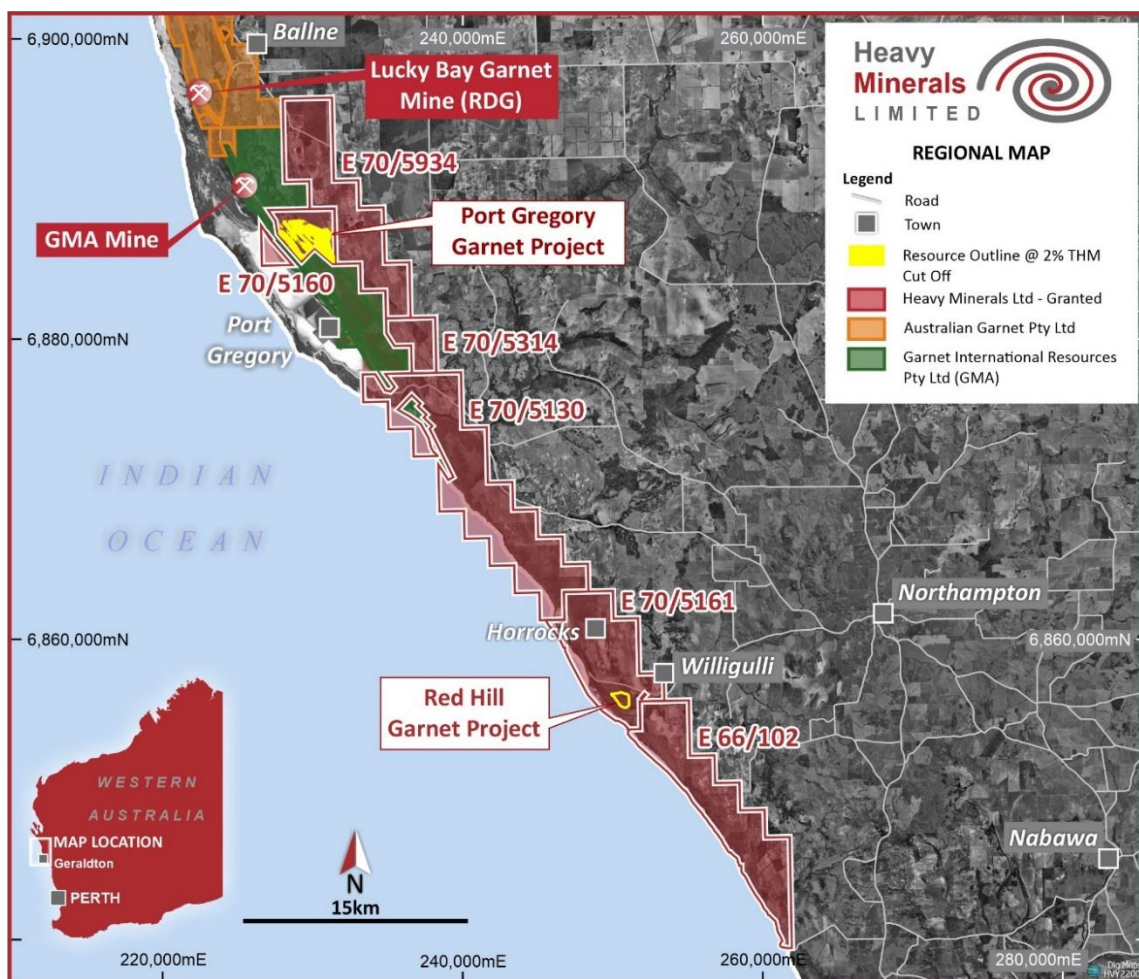 6,900,000mN
Ballne
240,000mE
260,000mE
Lucky Bay Garnet
Mine (RDG)
E 70/5934
GMA Mine
Port Gregory
Garnet Project
E 70/5160
6,880,000mN
Port
Gregory
E 70/5314
E 70/5130
INDIAN
OCEAN
E 70/5161
Northampton
Horrocks
6,860,000mN
6,860,000mN
Willigulli
Red Hill
Garnet Project
E 66/102
Nabawa
Heavy
Minerals
LIMITED
REGIONAL MAP
Legend
Road
Town
Resource Outline @ 2% THM
Cut Off
Heavy Minerals Ltd - Granted
Australian Garnet Pty Ltd
Garnet International Resources
Pty Ltd (GMA)
WESTERN
AUSTRALIA
MAP LOCATION
Geraldton
PERTH
N
15km
220,000mE
240,000mE
260,000mE
280,000mE